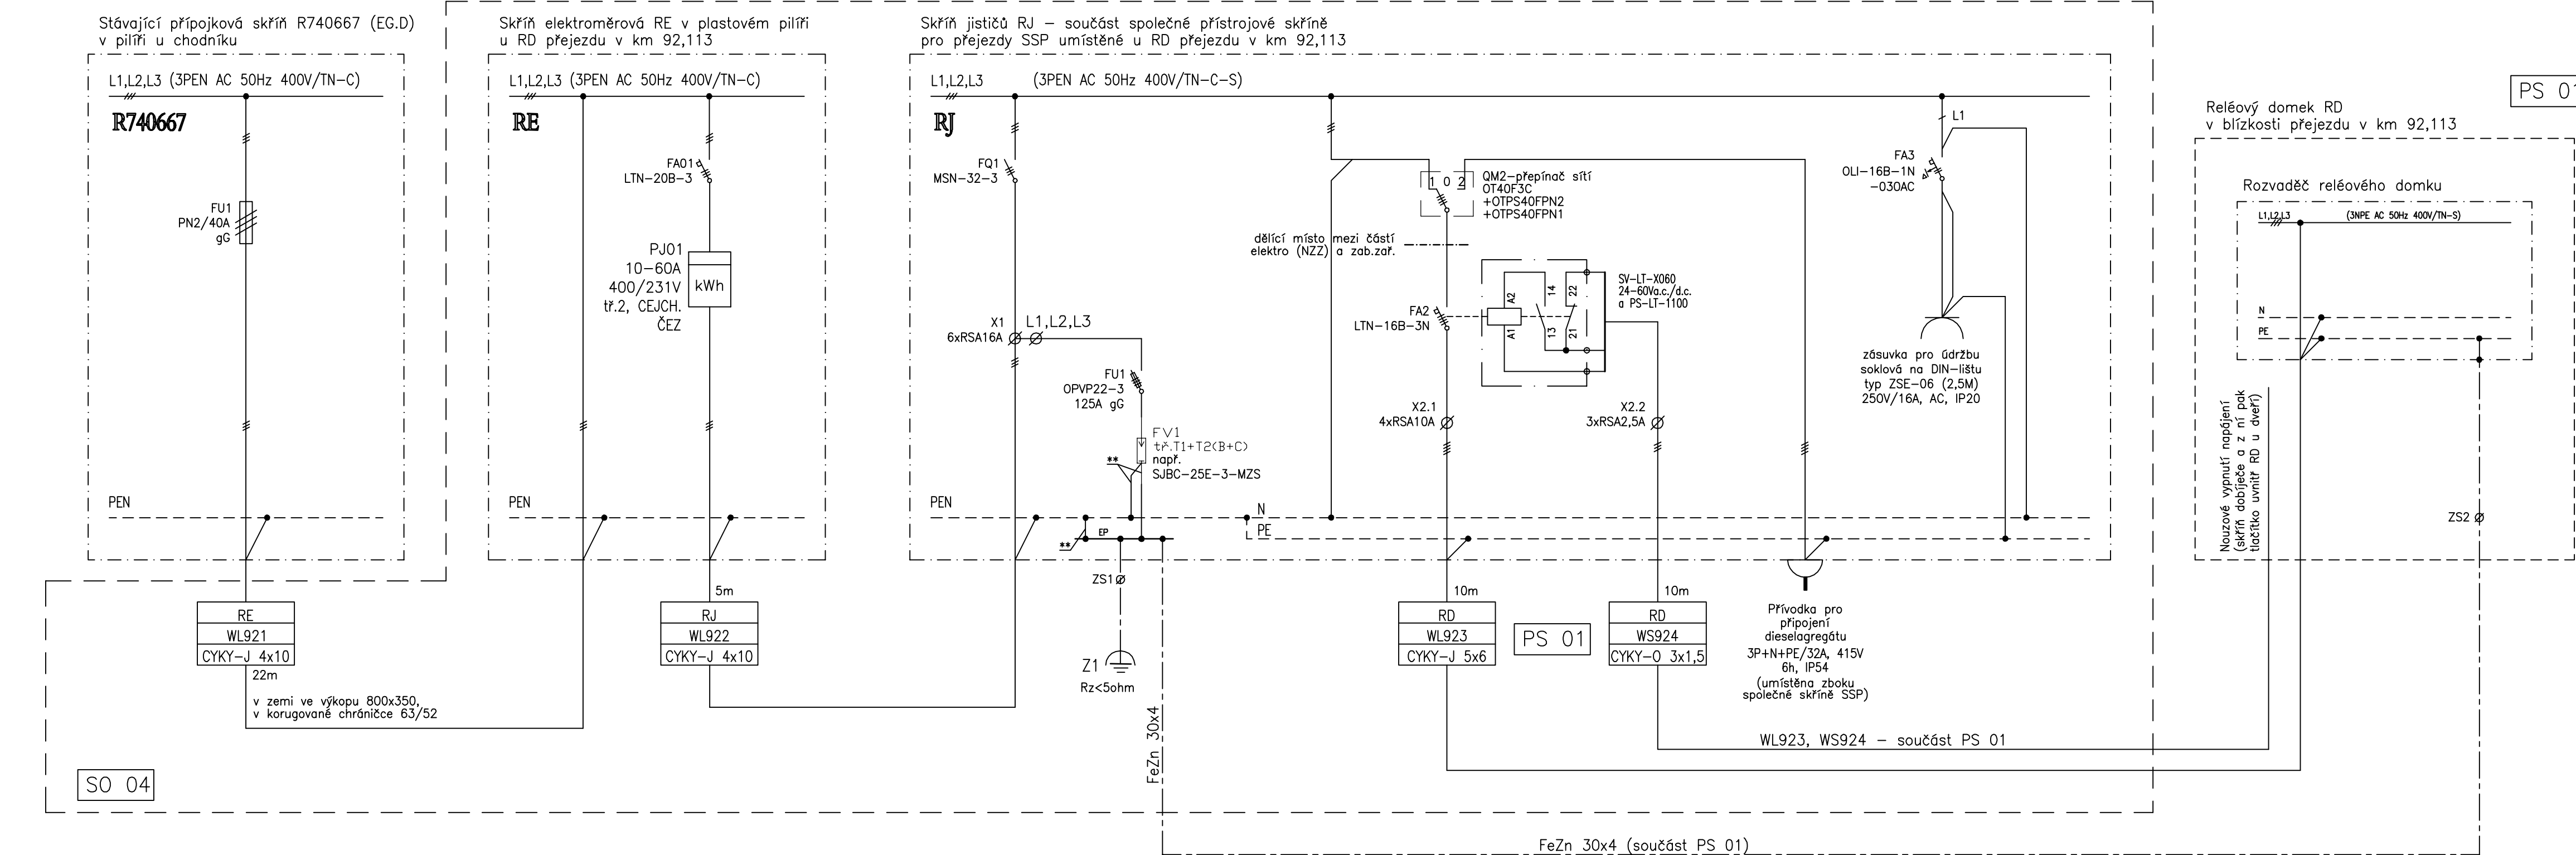 Stávající přípojková skříň R740667 (EG.D)
v pilíři u chodníku
L1,L2,L3 (3PEN AC 50Hz 400V/TN-C)
R740667
FU1
PN2/40A
gG
PEN
RE
WL921
CYKY-J 4x10
22m
v zemi ve výkopu 800x350,
v korugované chráničce 63/52
SO 04
Skříň elektroměrová RE v plastovém pilíři
u RD přejezdu v km 92,113
L1,L2,L3 (3PEN AC 50Hz 400V/TN-C)
RE
FA01
LTN-20B-3
PJ01
10-60A
400/231V
tř.2, CEJCH.
ČEZ
kWh
PEN
5m
RJ
WL922
CYKY-J 4x10
Skříň jističů RJ - součást společné přístrojové skříně
pro přejezdy SSP umístěné u RD přejezdu v km 92,113
L1,L2,L3 (3PEN AC 50Hz 400V/TN-C-S)
RJ
FQ1
MSN-32-3
X1
6xRSA16A
L1,L2,L3
FU1
OPVP22-3
125A gG
FV1
tř.T1+T2(B+C)
např.
SJBC-25E-3-MZS
**
PEN
**
EP
N
PE
ZS1
Z1
Rz<5ohm
FeZn 30x4
1 0 2
QM2-přepínač sítí
OT40F3C
+OTPS40FPN2
+OTPS40FPN1
dělící místo mezi částí
elektro (NZZ) a zab.zař.
FA2
LTN-16B-3N
A2
A1
14
13
22
21
SV-LT-X060
24-60Va.c./d.c.
a PS-LT-1100
X2.1
4xRSA10A
X2.2
3xRSA2,5A
10m
RD
WL923
CYKY-J 5x6
PS 01
10m
RD
WS924
CYKY-O 3x1,5
Přívodka pro
připojení
dieselagregátu
3P+N+PE/32A, 415V
6h, IP54
(umístěna zboku
společné skříně SSP)
L1
FA3
OLI-16B-1N
-030AC
zásuvka pro údržbu
soklová na DIN-lištu
typ ZSE-06 (2,5M)
250V/16A, AC, IP20
WL923, WS924 - součást PS 01
FeZn 30x4 (součást PS 01)
PS 01
Reléový domek RD
v blízkosti přejezdu v km 92,113
Rozvaděč reléového domku
L1,L2,L3 (3NPE AC 50Hz 400V/TN-S)
N
PE
Nouzové vypnutí napájení
(skříň dobíječe a z ní pak
tlačítko uvnitř RD u dveří)
ZS2